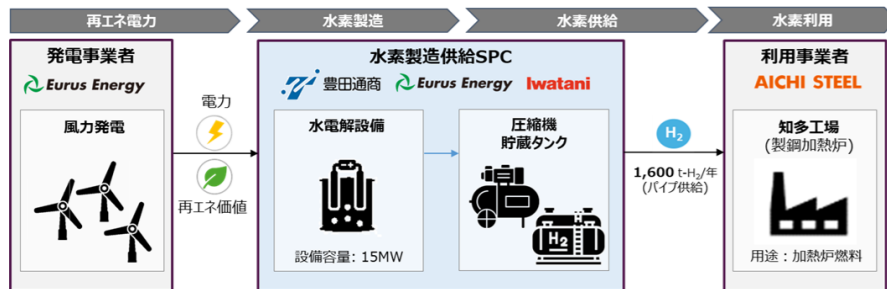 再エネ電力
水素製造
水素供給
水素利用
発電事業者
Eurus Energy
風力発電
電力
再エネ価値
水素製造供給SPC
豊田通商
Eurus Energy
Iwatani
水電解設備
設備容量: 15MW
圧縮機
貯蔵タンク
H2
H₂
1,600 t-H₂/年
(パイプ供給)
利用事業者
AICHI STEEL
知多工場
(製鋼加熱炉)
用途：加熱炉燃料